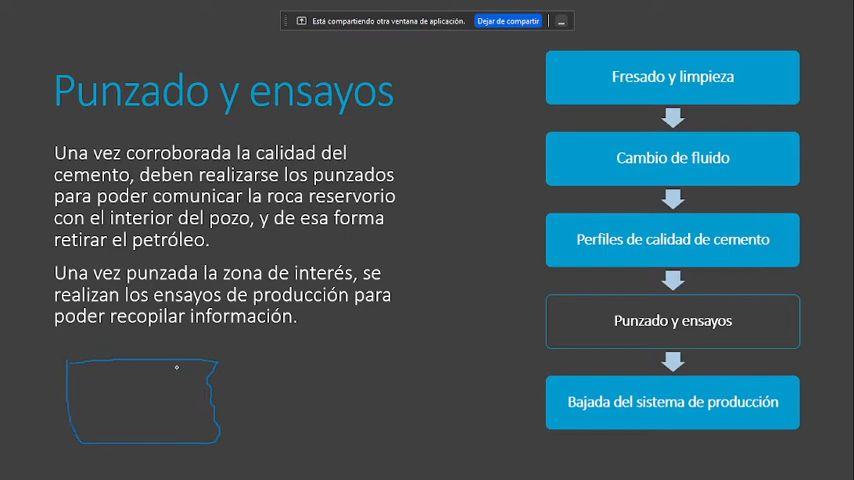 Está compartiendo otra ventana de aplicación. Dejar de compartir
Punzado y ensayos
Una vez corroborada la calidad del
cemento, deben realizarse los punzados
para poder comunicar la roca reservorio
con el interior del pozo, y de esa forma
retirar el petróleo.
Una vez punzada la zona de interés, se
realizan los ensayos de producción para
poder recopilar información.
Fresado y limpieza
Cambio de fluido
Perfiles de calidad de cemento
Punzado y ensayos
Bajada del sistema de producción